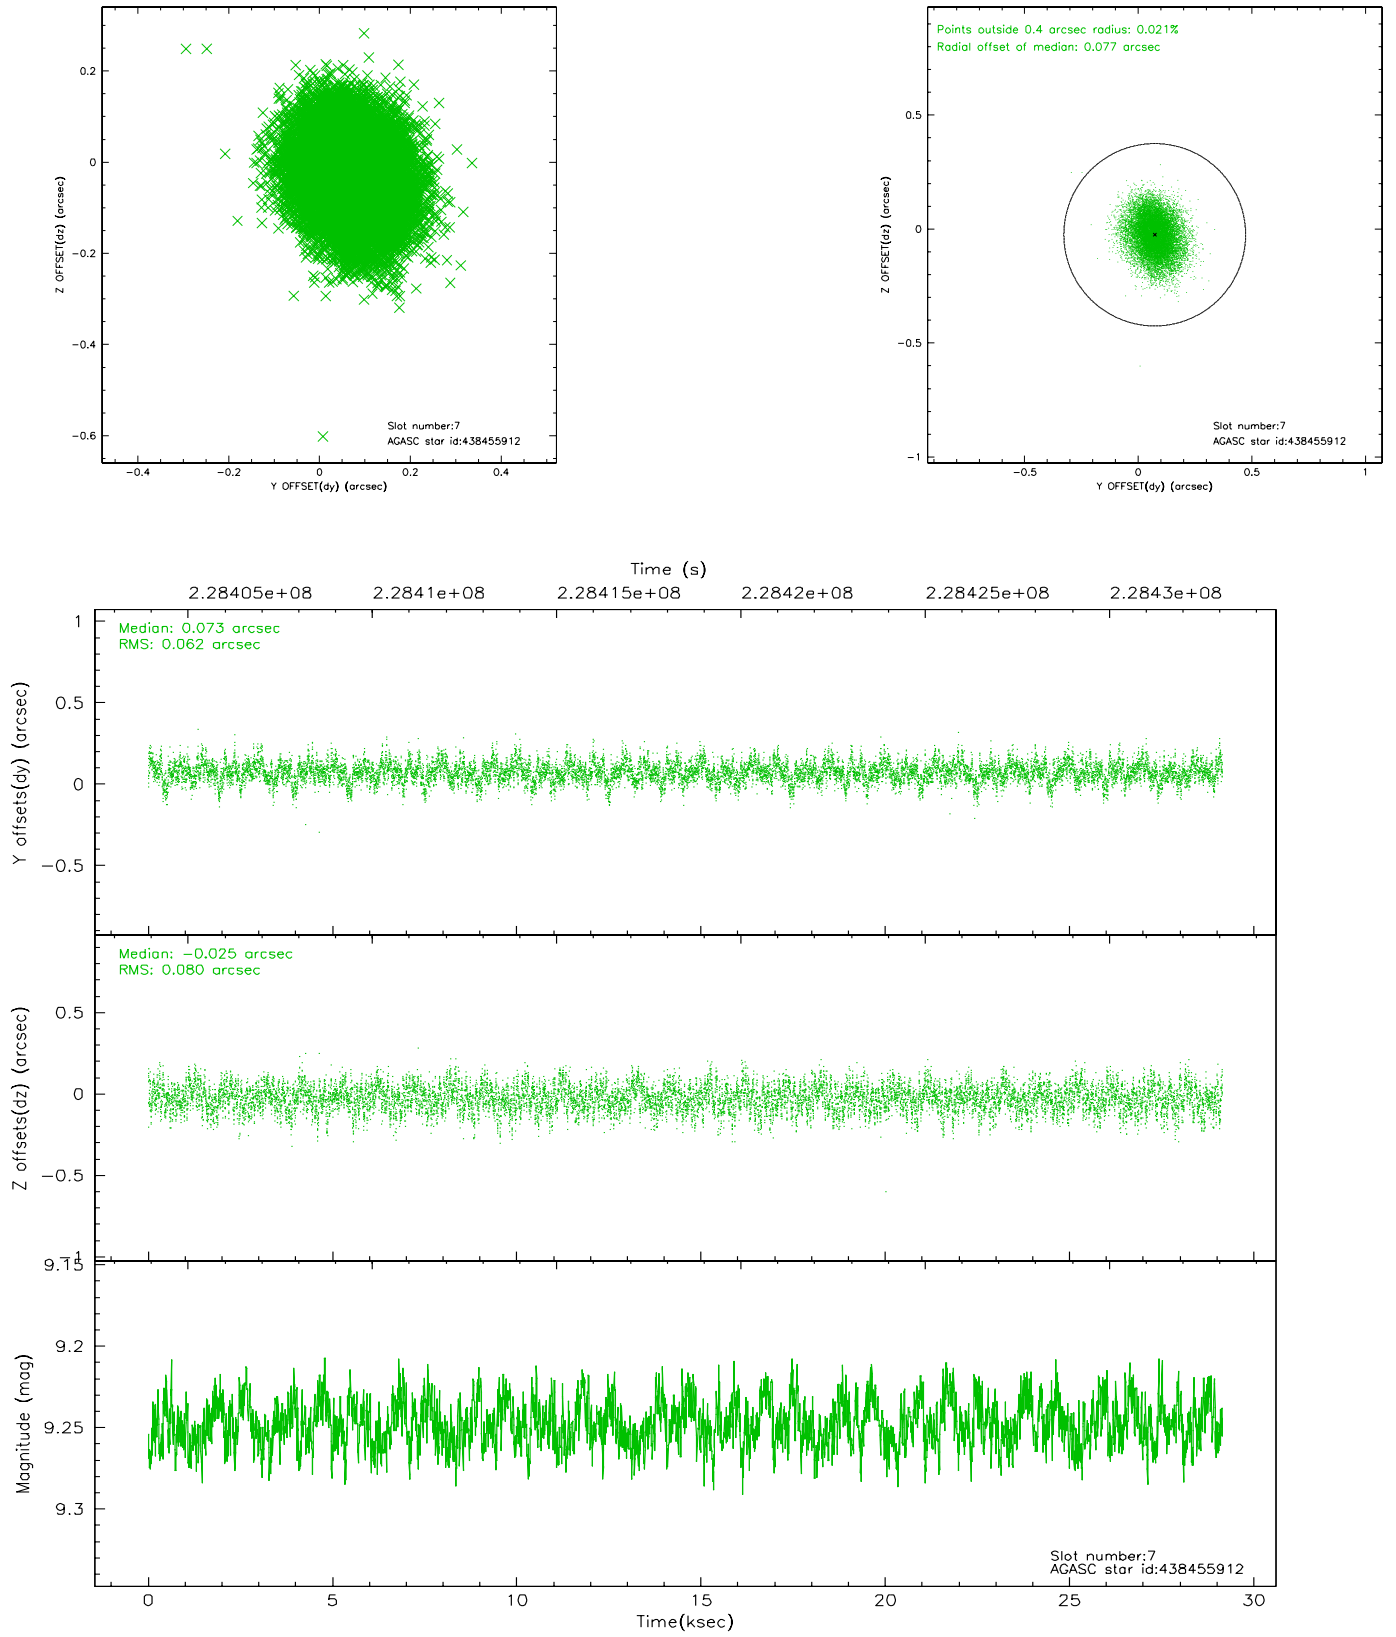 0.2
0
−0.2
−0.4
−0.6
Z OFFSET(dz) (arcsec)
Slot number:7
AGASC star id:438455912
−0.4
−0.2
0
0.2
0.4
Y OFFSET(dy) (arcsec)
Points outside 0.4 arcsec radius: 0.021%
Radial offset of median: 0.077 arcsec
0.5
0
−0.5
−1
Z OFFSET(dz) (arcsec)
Slot number:7
AGASC star id:438455912
−0.5
0
0.5
1
Y OFFSET(dy) (arcsec)
Time (s)
2.28405e+08
2.2841e+08
2.28415e+08
2.2842e+08
2.28425e+08
2.2843e+08
Median: 0.073 arcsec
RMS: 0.062 arcsec
1
0.5
0
−0.5
Y offsets(dy) (arcsec)
Median: −0.025 arcsec
RMS: 0.080 arcsec
0.5
0
−0.5
−1
Z offsets(dz) (arcsec)
9.15
9.2
9.25
9.3
Magnitude (mag)
Slot number:7
AGASC star id:438455912
0
5
10
15
20
25
30
Time(ksec)